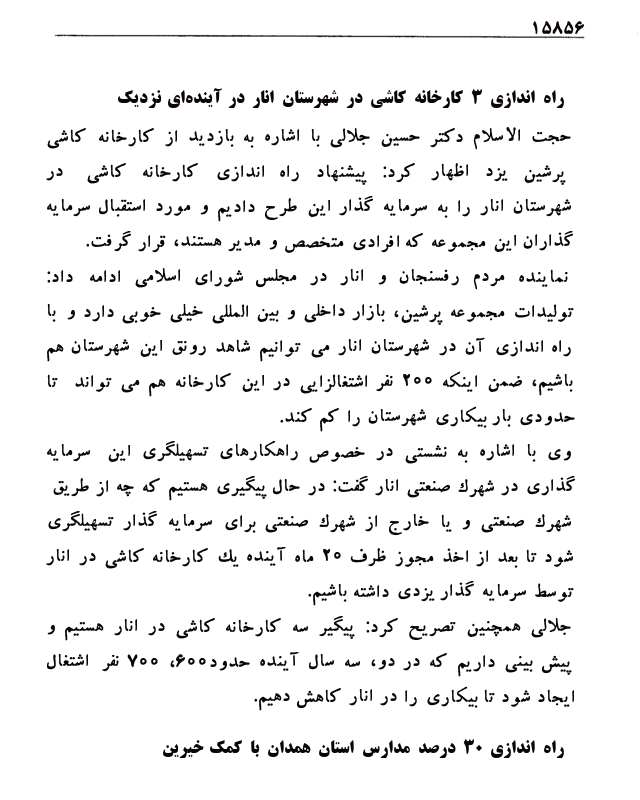 ۱۵۸۵۶
راه اندازی ۳ کارخانه کاشی در شهرستان انار در آینده‌ای نزدیک
حجت الاسلام دکتر حسین جلالی با اشاره به بازدید از کارخانه کاشی
پرشین یزد اظهار کرد: پیشنهاد راه اندازی کارخانه کاشی در
شهرستان انار را به سرمایه گذار این طرح دادیم و مورد استقبال سرمایه
گذاران این مجموعه که افرادی متخصص و مدیر هستند، قرار گرفت.
نماینده مردم رفسنجان و انار در مجلس شورای اسلامی ادامه داد:
تولیدات مجموعه پرشین، بازار داخلی و بین المللی خیلی خوبی دارد و با
راه اندازی آن در شهرستان انار می توانیم شاهد رونق این شهرستان هم
باشیم، ضمن اینکه ۲۰۰ نفر اشتغالزایی در این کارخانه هم می تواند تا
حدودی بار بیکاری شهرستان را کم کند.
وی با اشاره به نشستی در خصوص راهکارهای تسهیلگری این سرمایه
گذاری در شهرك صنعتی انار گفت: در حال پیگیری هستیم که چه از طریق
شهرك صنعتی و یا خارج از شهرك صنعتی برای سرمایه گذار تسهیلگری
شود تا بعد از اخذ مجوز ظرف ۲۰ ماه آینده یك کارخانه کاشی در انار
توسط سرمایه گذار یزدی داشته باشیم.
جلالی همچنین تصریح کرد: پیگیر سه کارخانه کاشی در انار هستیم و
پیش بینی داریم که در دو، سه سال آینده حدود۶۰۰، ۷۰۰ نفر اشتغال
ایجاد شود تا بیکاری را در انار کاهش دهیم.
راه اندازی ۳۰ درصد مدارس استان همدان با کمک خیرین